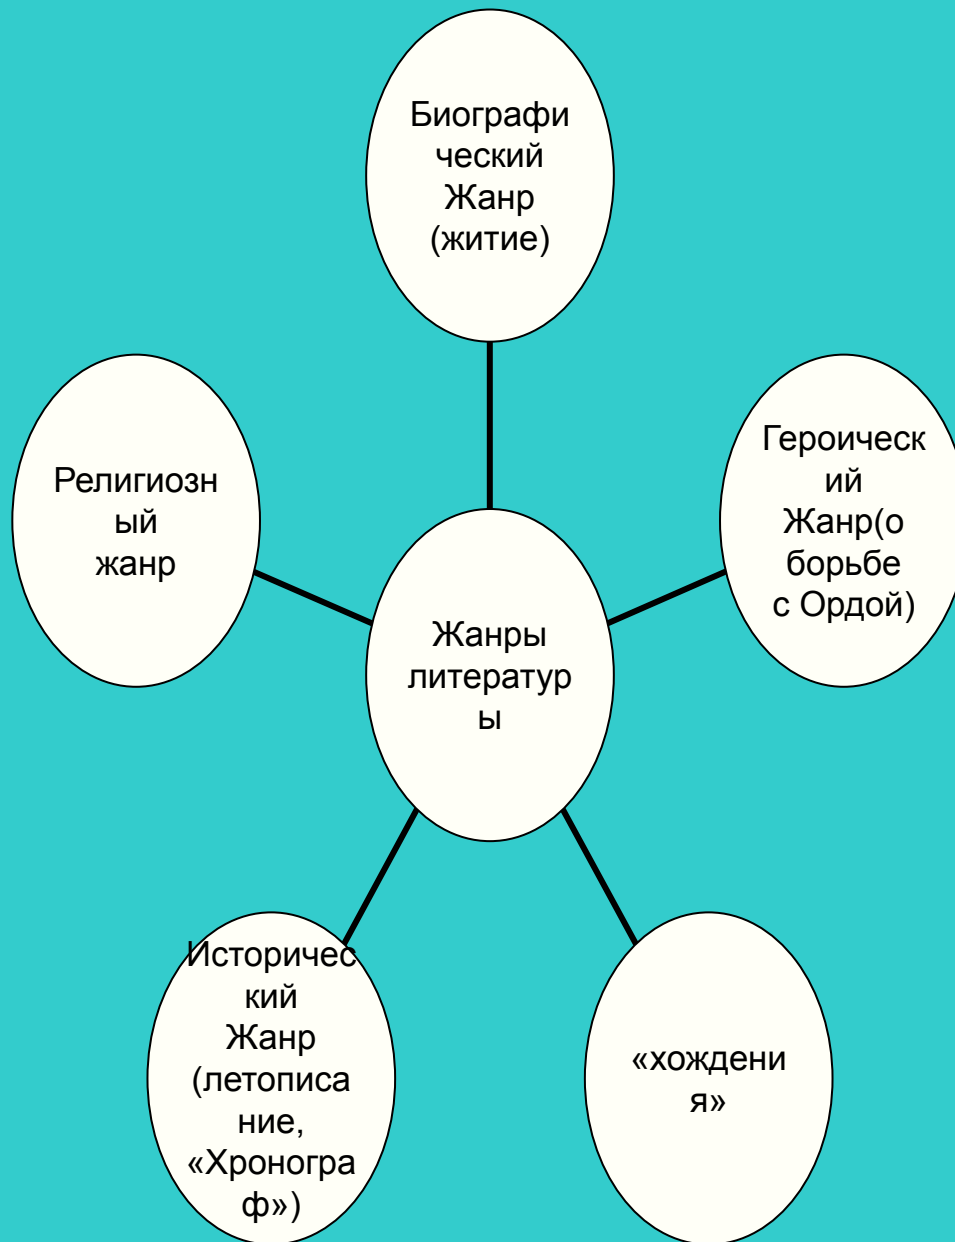 Биографи
ческий
Жанр
(житие)
Религиозн
ый
жанр
Героическ
ий
Жанр(о
борьбе
с Ордой)
Жанры
литератур
ы
Историчес
кий
Жанр
(летописа
ние,
«Хроногра
ф»)
«хождени
я»